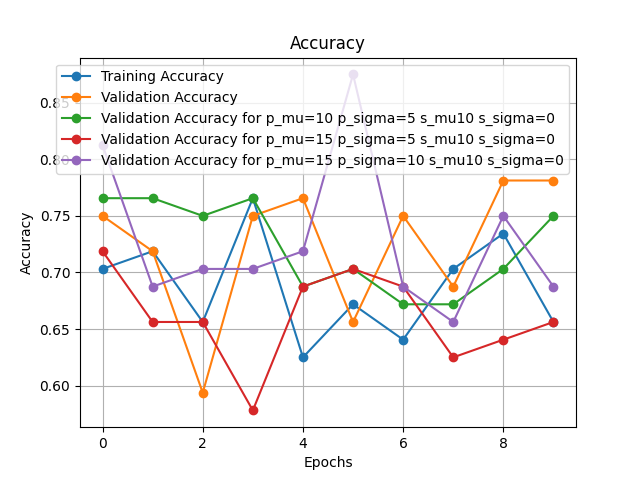 Accuracy
Training Accuracy
Validation Accuracy
Validation Accuracy for p_mu=10 p_sigma=5 s_mu10 s_sigma=0
Validation Accuracy for p_mu=15 p_sigma=5 s_mu10 s_sigma=0
Validation Accuracy for p_mu=15 p_sigma=10 s_mu10 s_sigma=0
Accuracy
0.85
0.80
0.75
0.70
0.65
0.60
0 2 4 6 8
Epochs